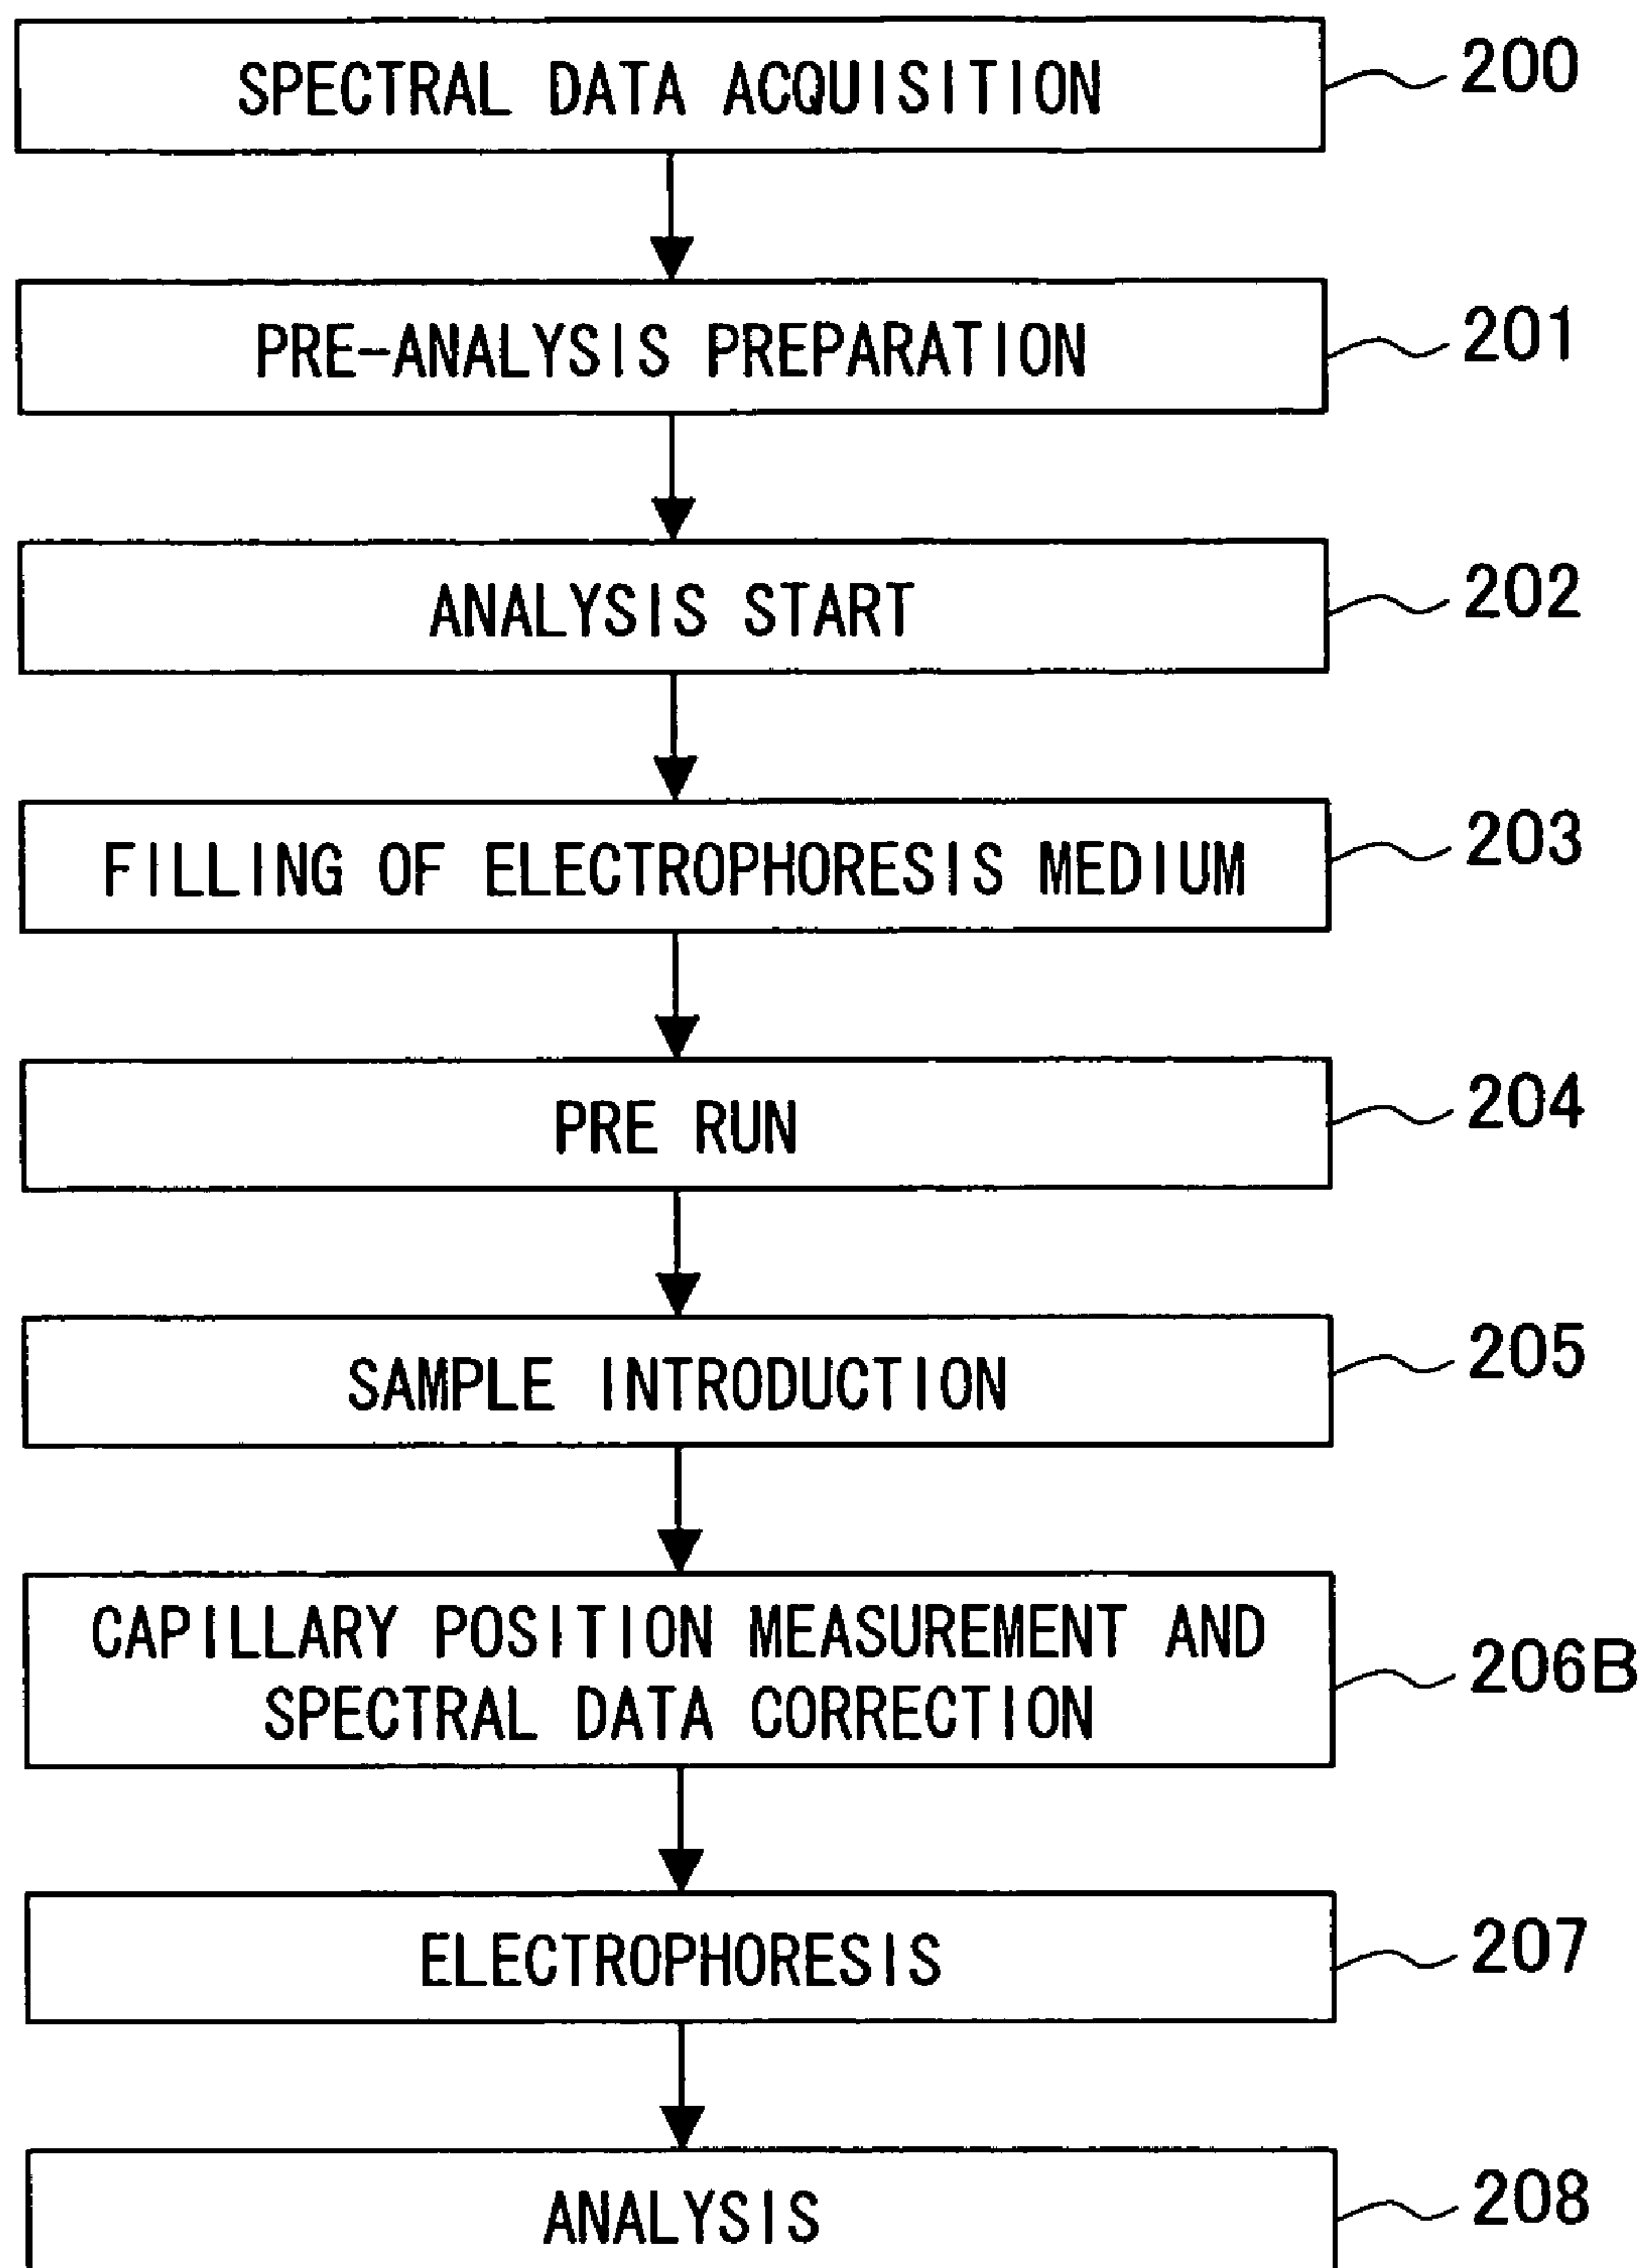 SPECTRAL DATA ACQUISITION 200
PRE-ANALYSIS PREPARATION 201
ANALYSIS START 202
FILLING OF ELECTROPHORESIS MEDIUM 203
PRE RUN 204
SAMPLE INTRODUCTION 205
CAPILLARY POSITION MEASUREMENT AND
SPECTRAL DATA CORRECTION 206B
ELECTROPHORESIS 207
ANALYSIS 208